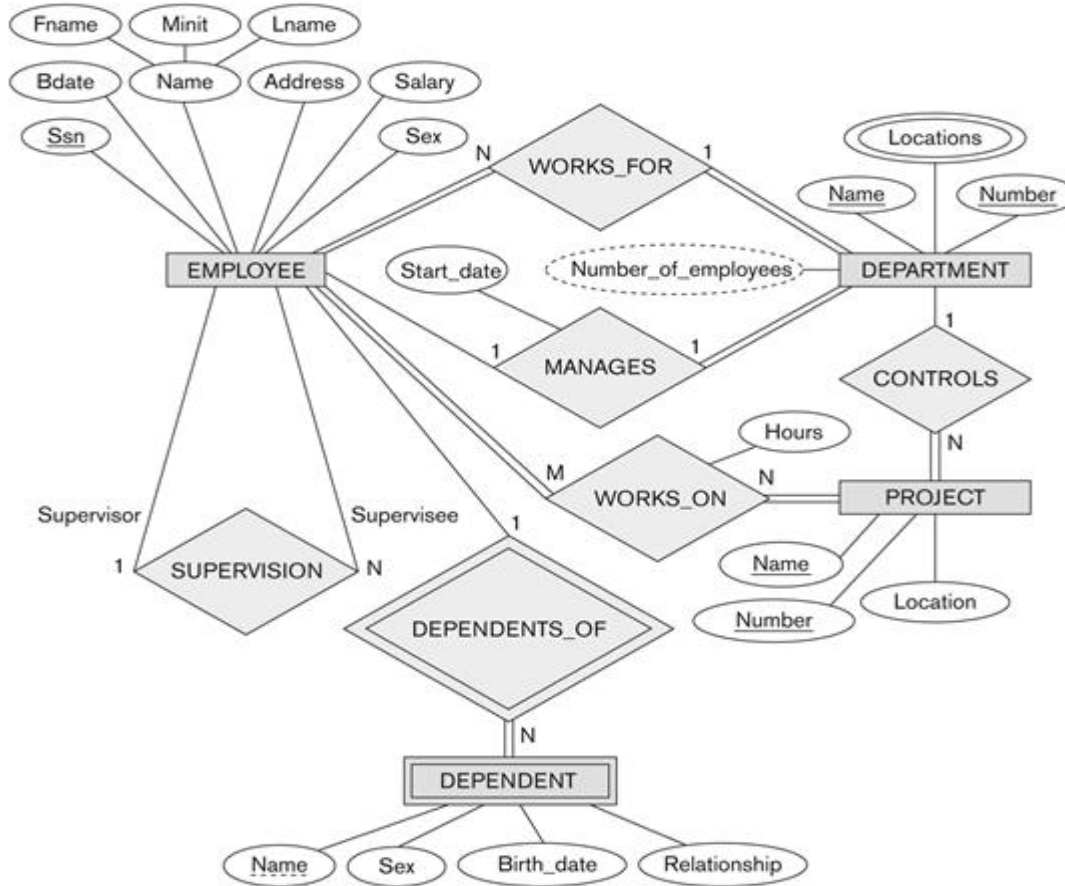 Fname
Minit
Lname
Bdate
Name
Address
Salary
Ssn
Sex
N
WORKS_FOR
1
Locations
Name
Number
EMPLOYEE
Start_date
Number_of_employees
DEPARTMENT
1
MANAGES
1
1
CONTROLS
Hours
N
M
WORKS_ON
N
PROJECT
Supervisor
Supervisee
1
1
SUPERVISION
N
Name
Number
Location
DEPENDENTS_OF
N
DEPENDENT
Name
Sex
Birth_date
Relationship